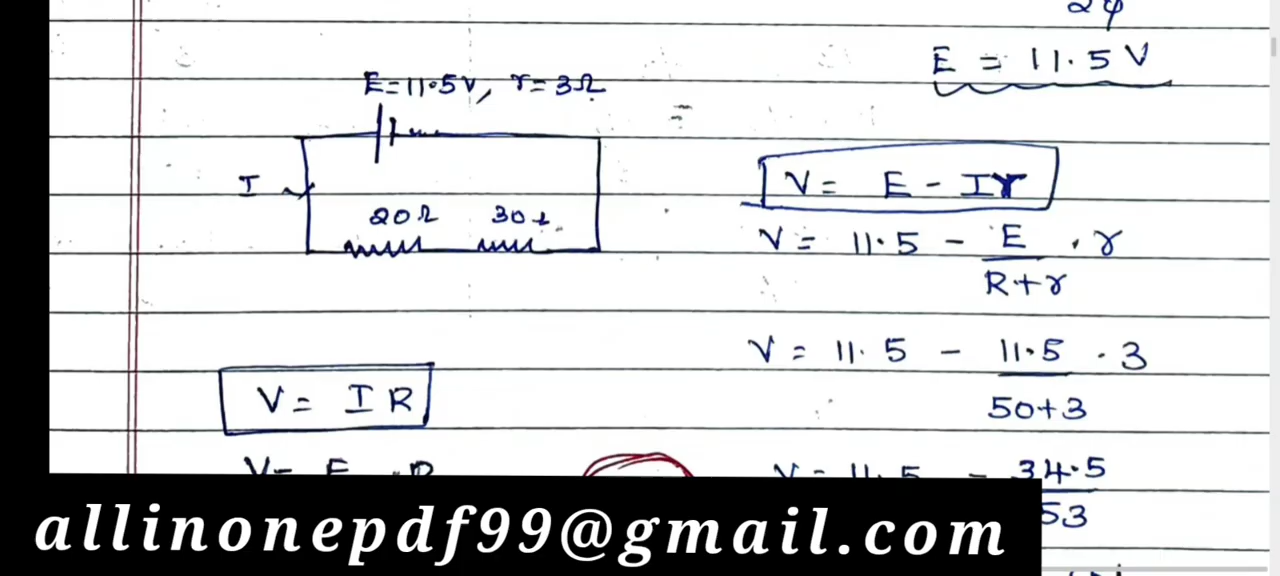 24
E = 11.5 V
E=11.5V, r=3Ω
I
20Ω 30Ω
V = E - Ir
V = 11.5 - E/R+r . r
V = 11.5 - 11.5/50+3 . 3
V = IR
V = 11.5 - 34.5/53
allinonepdf99@gmail.com